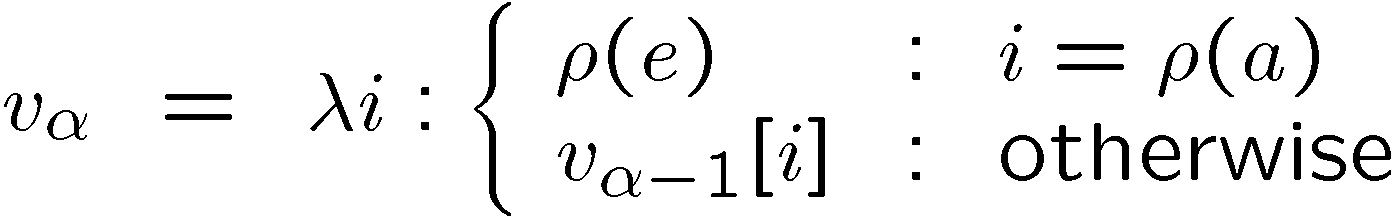 v_α = λi : { ρ(e) : i = ρ(a)
v_{α−1}[i] : otherwise